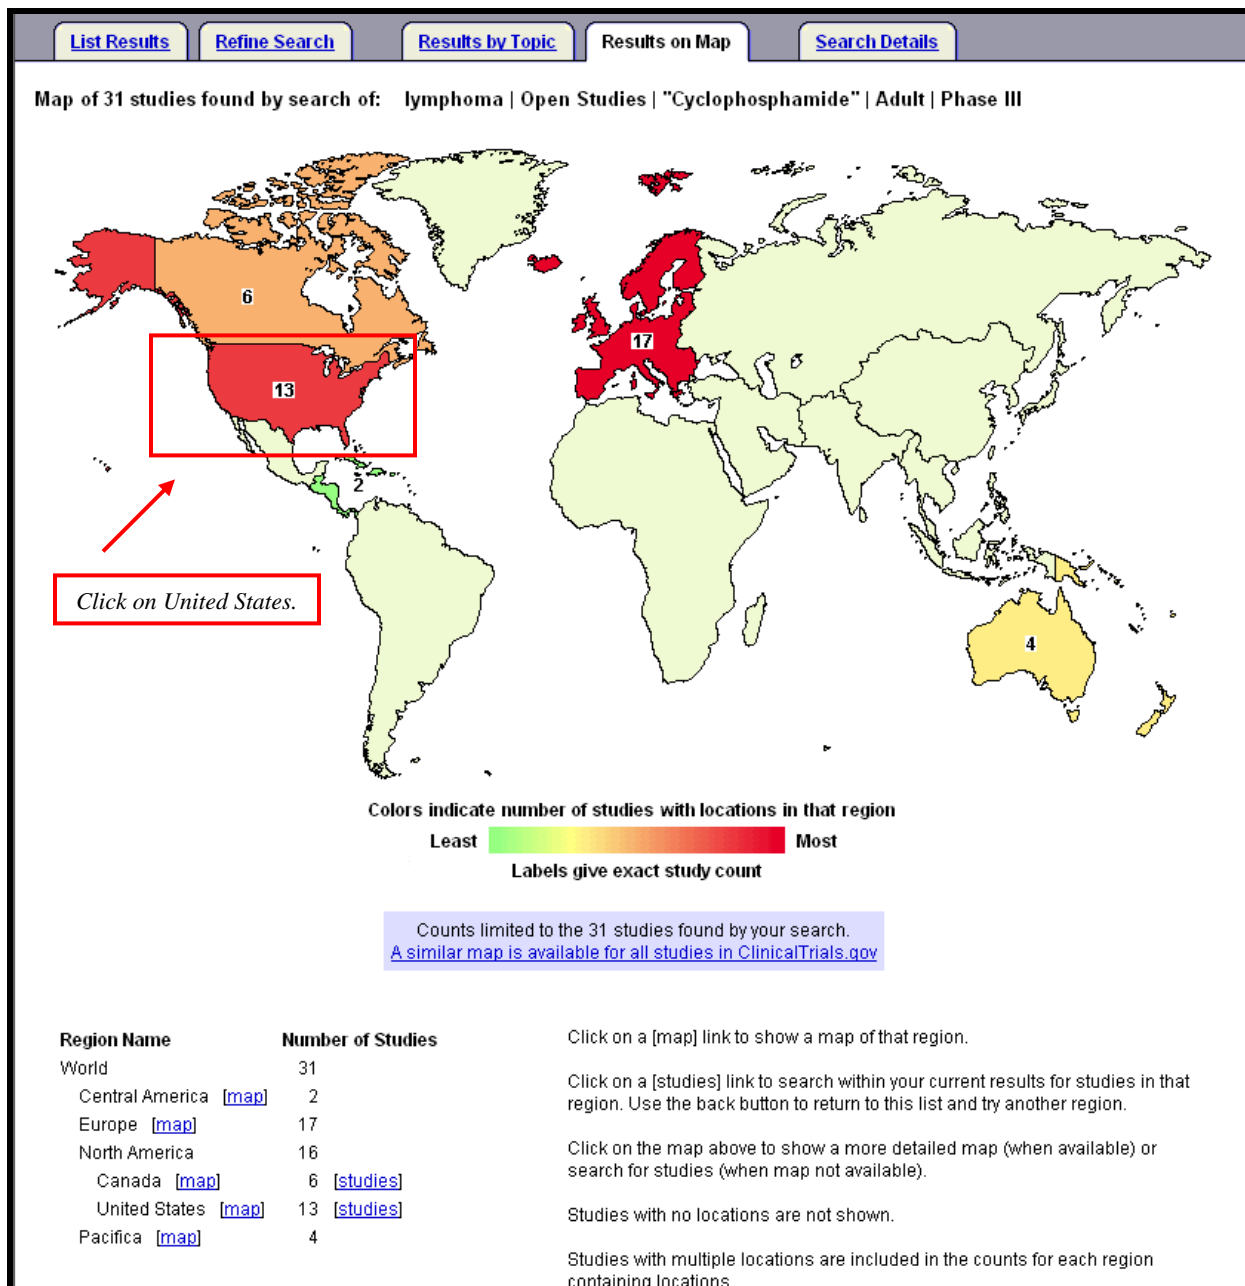 List Results Refine Search Results by Topic Results on Map Search Details
Map of 31 studies found by search of: lymphoma | Open Studies | "Cyclophosphamide" | Adult | Phase III
6
17
13
2
Click on United States.
4
Colors indicate number of studies with locations in that region
Least Most
Labels give exact study count
Counts limited to the 31 studies found by your search.
A similar map is available for all studies in ClinicalTrials.gov
Region Name Number of Studies
World 31
Central America [map] 2
Europe [map] 17
North America 16
Canada [map] 6 [studies]
United States [map] 13 [studies]
Pacifica [map] 4
Click on a [map] link to show a map of that region.
Click on a [studies] link to search within your current results for studies in that
region. Use the back button to return to this list and try another region.
Click on the map above to show a more detailed map (when available) or
search for studies (when map not available).
Studies with no locations are not shown.
Studies with multiple locations are included in the counts for each region
containing locations.